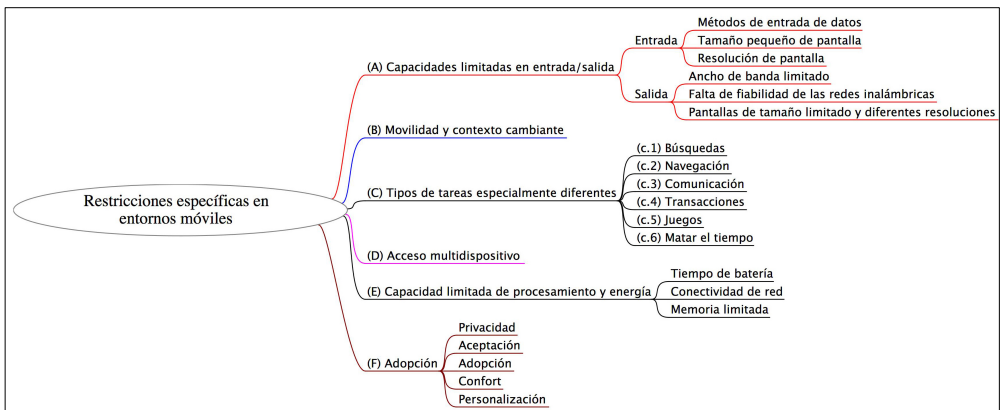 Restricciones específicas en
entornos móviles
(A) Capacidades limitadas en entrada/salida
Entrada
Métodos de entrada de datos
Tamaño pequeño de pantalla
Resolución de pantalla
Salida
Ancho de banda limitado
Falta de fiabilidad de las redes inalámbricas
Pantallas de tamaño limitado y diferentes resoluciones
(B) Movilidad y contexto cambiante
(C) Tipos de tareas especialmente diferentes
(c.1) Búsquedas
(c.2) Navegación
(c.3) Comunicación
(c.4) Transacciones
(c.5) Juegos
(c.6) Matar el tiempo
(D) Acceso multidispositivo
(E) Capacidad limitada de procesamiento y energía
Tiempo de batería
Conectividad de red
Memoria limitada
(F) Adopción
Privacidad
Aceptación
Adopción
Confort
Personalización